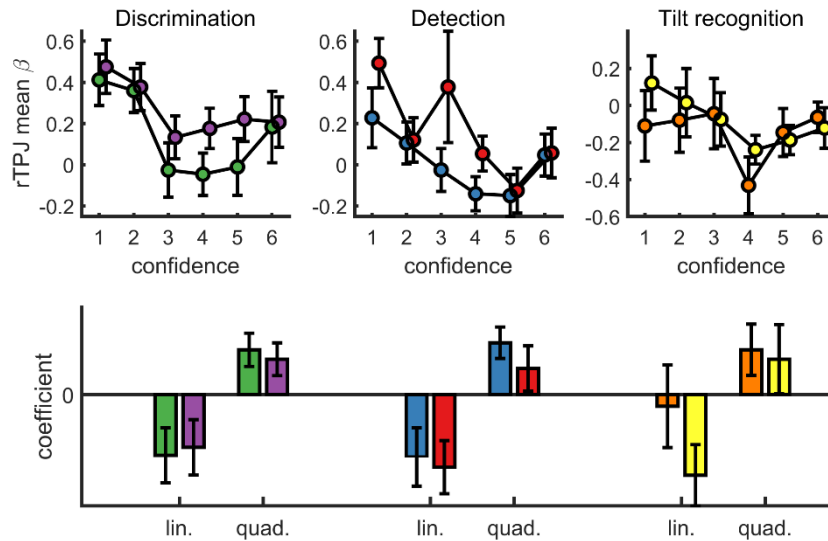 Discrimination
Detection
Tilt recognition
rTPJ mean β
0.6
0.4
0.2
0
-0.2
1 2 3 4 5 6
confidence
0.6
0.4
0.2
0
-0.2
1 2 3 4 5 6
confidence
0.2
0
-0.2
-0.4
-0.6
1 2 3 4 5 6
confidence
coefficient
0
lin. quad. lin. quad. lin. quad.